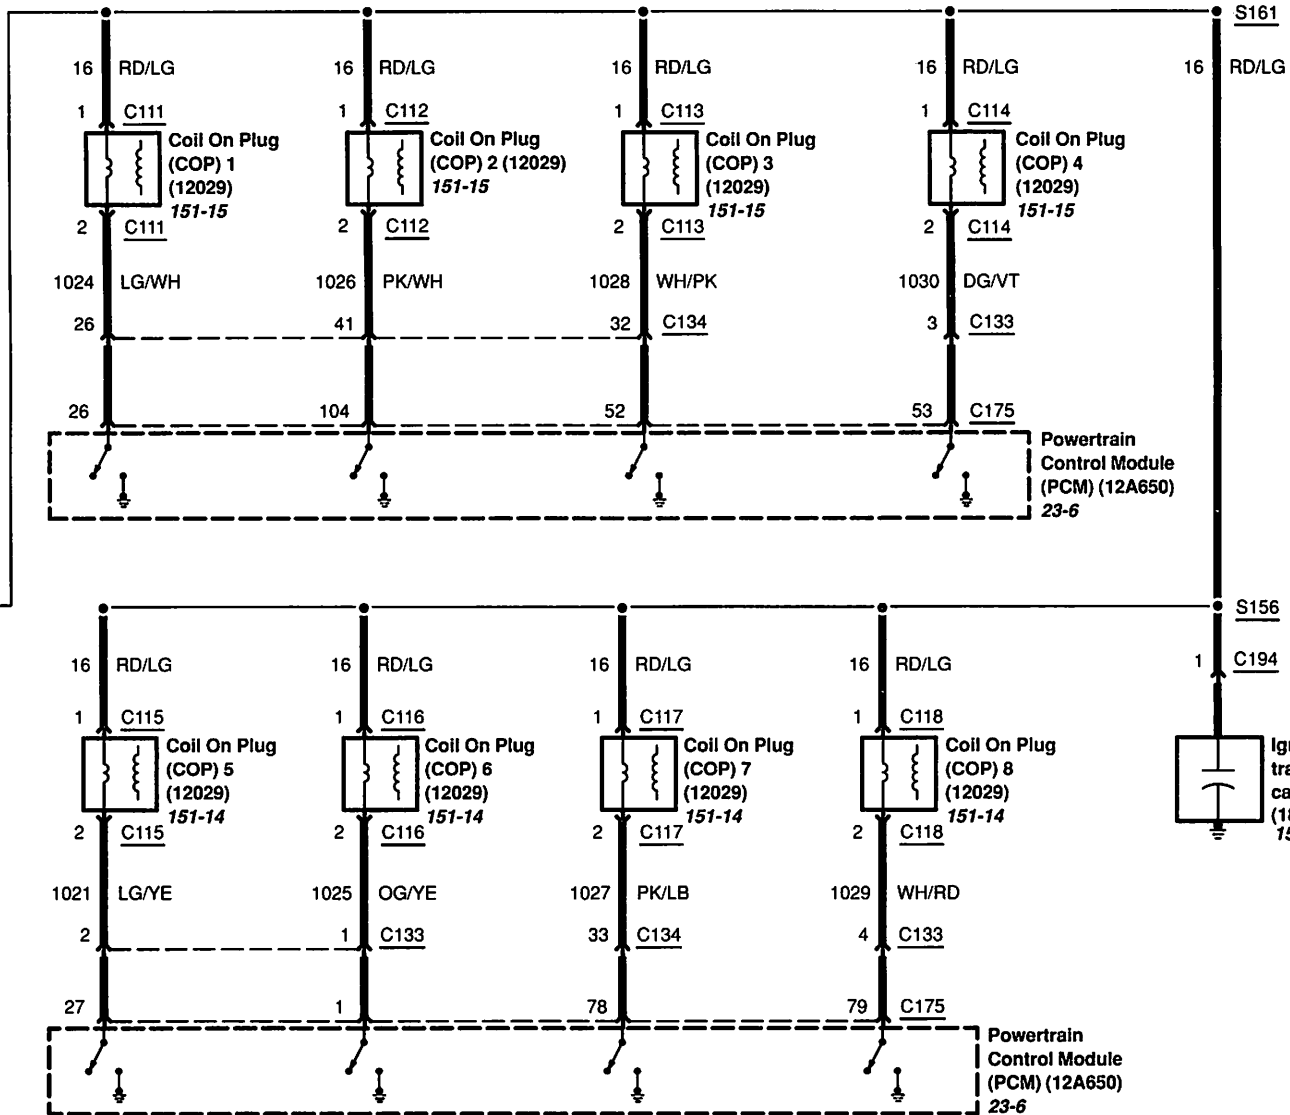 S161
16 RD/LG 16 RD/LG 16 RD/LG 16 RD/LG 16 RD/LG
1 C111 1 C112 1 C113 1 C114
Coil On Plug
(COP) 1
(12029)
151-15
Coil On Plug
(COP) 2 (12029)
151-15
Coil On Plug
(COP) 3
(12029)
151-15
Coil On Plug
(COP) 4
(12029)
151-15
2 C111 2 C112 2 C113 2 C114
1024 LG/WH 1026 PK/WH 1028 WH/PK 1030 DG/VT
26 41 32 C134 3 C133
26 104 52 53 C175
Powertrain
Control Module
(PCM) (12A650)
23-6
S156
16 RD/LG 16 RD/LG 16 RD/LG 16 RD/LG 1 C194
1 C115 1 C116 1 C117 1 C118
Coil On Plug
(COP) 5
(12029)
151-14
Coil On Plug
(COP) 6
(12029)
151-14
Coil On Plug
(COP) 7
(12029)
151-14
Coil On Plug
(COP) 8
(12029)
151-14
2 C115 2 C116 2 C117 2 C118
1021 LG/YE 1025 OG/YE 1027 PK/LB 1029 WH/RD
2 1 C133 33 C134 4 C133
27 1 78 79 C175
Powertrain
Control Module
(PCM) (12A650)
23-6